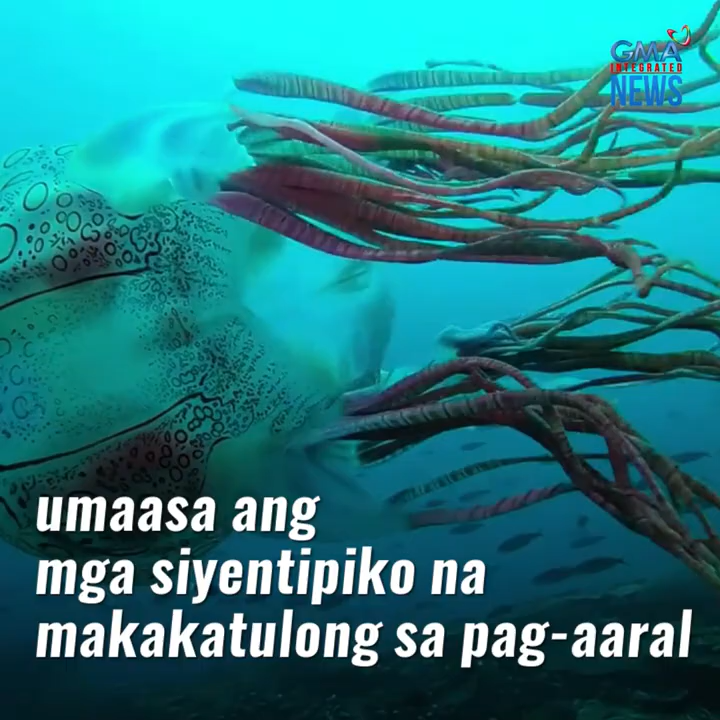 GMA
INTEGRATED
NEWS
umaasa ang
mga siyentipiko na
makakatulong sa pag-aaral